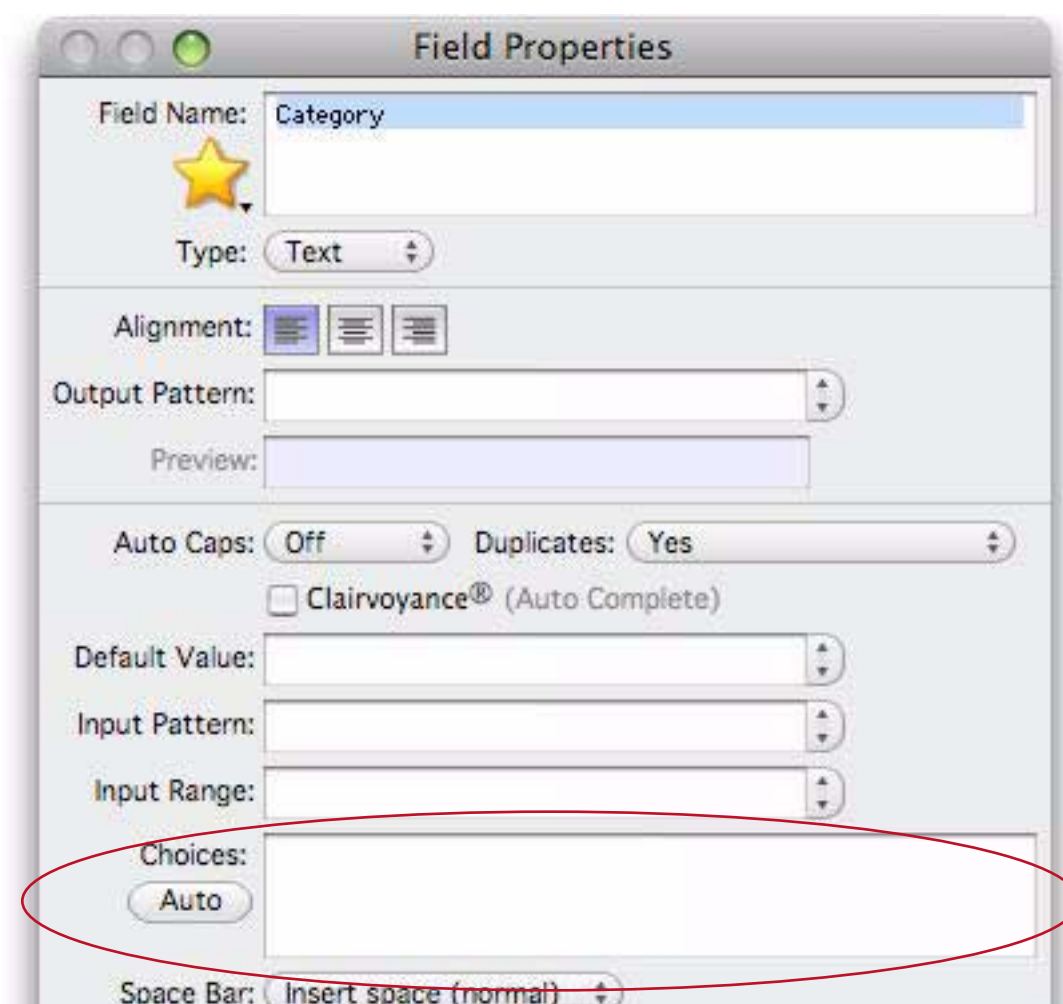 Field Properties
Field Name: Category
Type: Text
Alignment:
Output Pattern:
Preview:
Auto Caps: Off Duplicates: Yes
Clairvoyance® (Auto Complete)
Default Value:
Input Pattern:
Input Range:
Choices:
Auto
Space Bar: Insert space (normal)